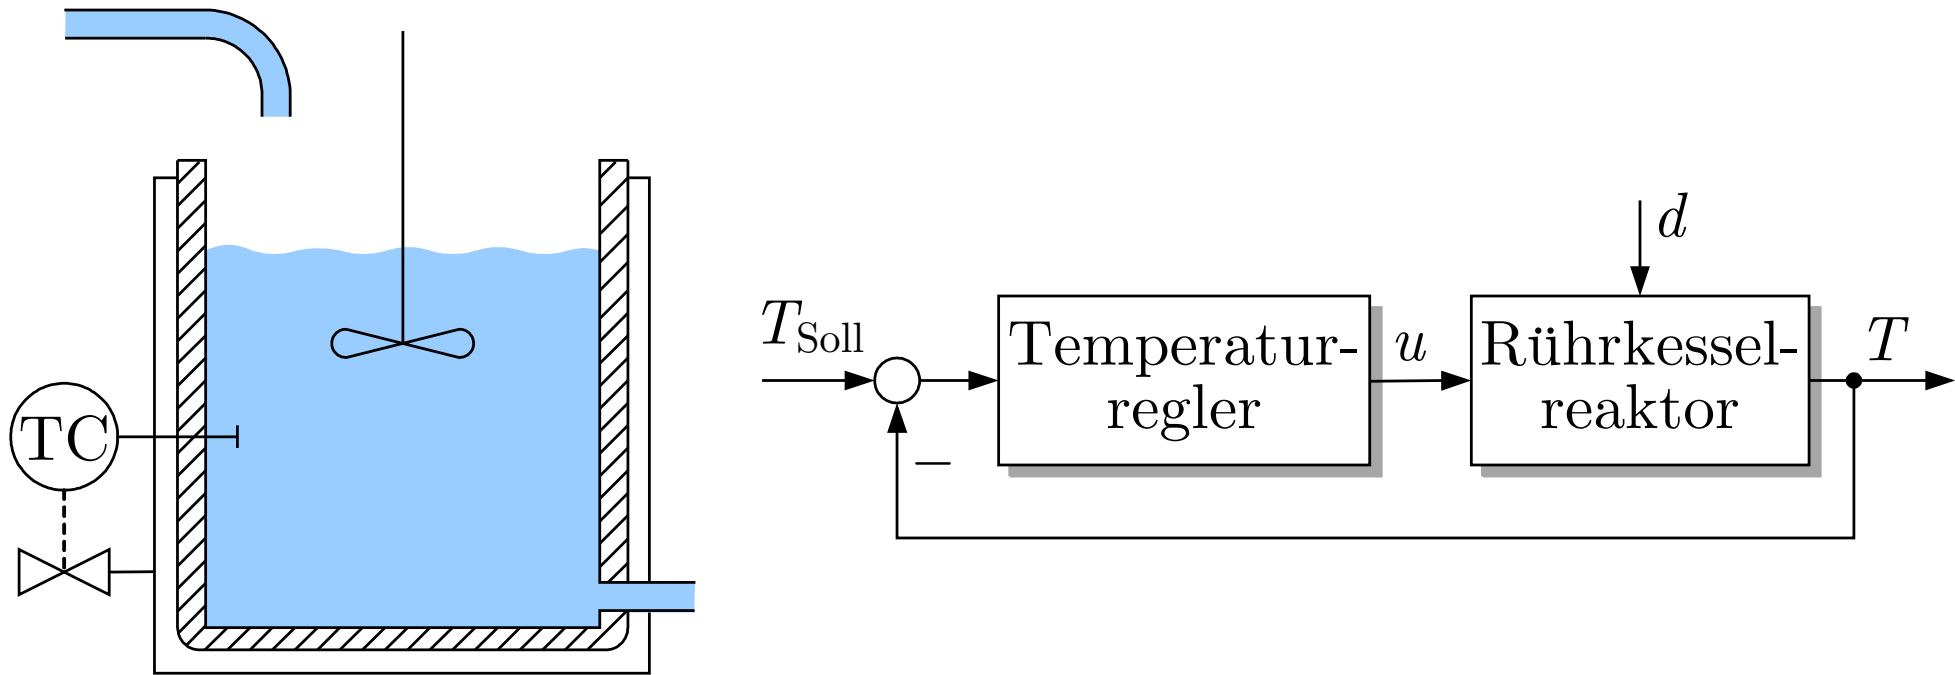 TC
d
T_Soll
Temperatur-
regler
u
Rührkessel-
reaktor
T
−